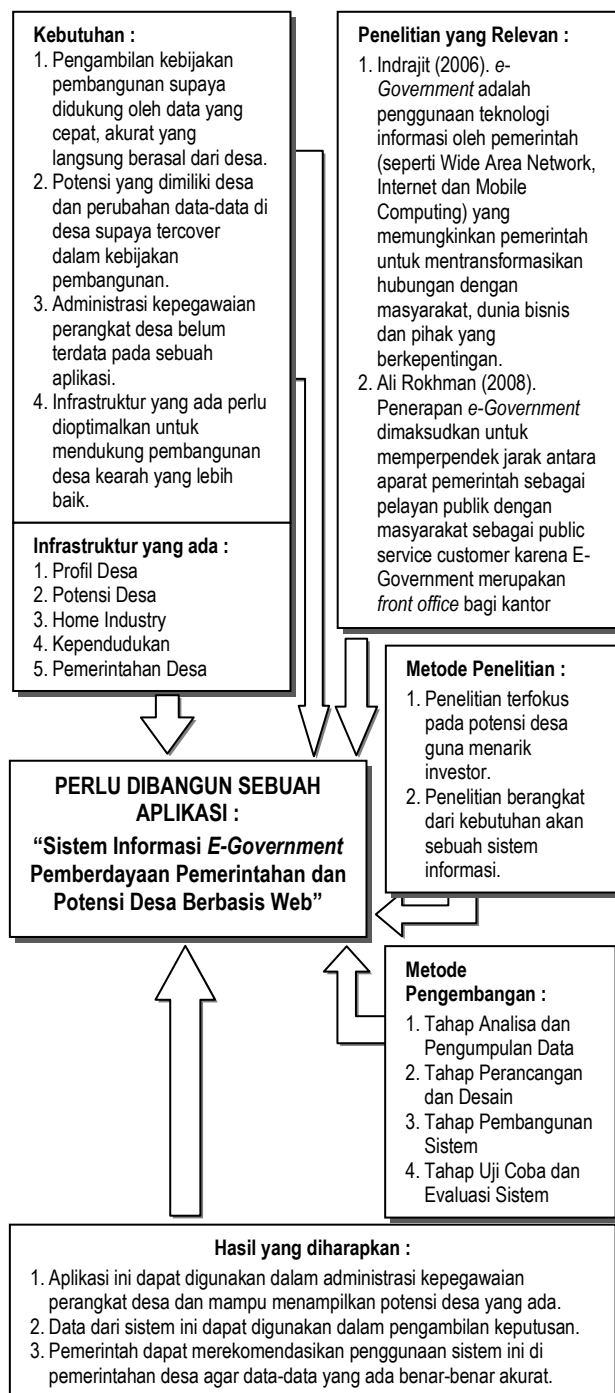 Kebutuhan :
1. Pengambilan kebijakan
pembangunan supaya
didukung oleh data yang
cepat, akurat yang
langsung berasal dari desa.
2. Potensi yang dimiliki desa
dan perubahan data-data di
desa supaya tercover
dalam kebijakan
pembangunan.
3. Administrasi kepegawaian
perangkat desa belum
terdata pada sebuah
aplikasi.
4. Infrastruktur yang ada perlu
dioptimalkan untuk
mendukung pembangunan
desa kearah yang lebih
baik.
Infrastruktur yang ada :
1. Profil Desa
2. Potensi Desa
3. Home Industry
4. Kependudukan
5. Pemerintahan Desa
Penelitian yang Relevan :
1. Indrajit (2006). e-
Government adalah
penggunaan teknologi
informasi oleh pemerintah
(seperti Wide Area Network,
Internet dan Mobile
Computing) yang
memungkinkan pemerintah
untuk mentransformasikan
hubungan dengan
masyarakat, dunia bisnis
dan pihak yang
berkepentingan.
2. Ali Rokhman (2008).
Penerapan e-Government
dimaksudkan untuk
memperpendek jarak antara
aparat pemerintah sebagai
pelayan publik dengan
masyarakat sebagai public
service customer karena E-
Government merupakan
front office bagi kantor
Metode Penelitian :
1. Penelitian terfokus
pada potensi desa
guna menarik
investor.
2. Penelitian berangkat
dari kebutuhan akan
sebuah sistem
informasi.
PERLU DIBANGUN SEBUAH
APLIKASI :
“Sistem Informasi E-Government
Pemberdayaan Pemerintahan dan
Potensi Desa Berbasis Web”
Metode
Pengembangan :
1. Tahap Analisa dan
Pengumpulan Data
2. Tahap Perancangan
dan Desain
3. Tahap Pembangunan
Sistem
4. Tahap Uji Coba dan
Evaluasi Sistem
Hasil yang diharapkan :
1. Aplikasi ini dapat digunakan dalam administrasi kepegawaian
perangkat desa dan mampu menampilkan potensi desa yang ada.
2. Data dari sistem ini dapat digunakan dalam pengambilan keputusan.
3. Pemerintah dapat merekomendasikan penggunaan sistem ini di
pemerintahan desa agar data-data yang ada benar-benar akurat.